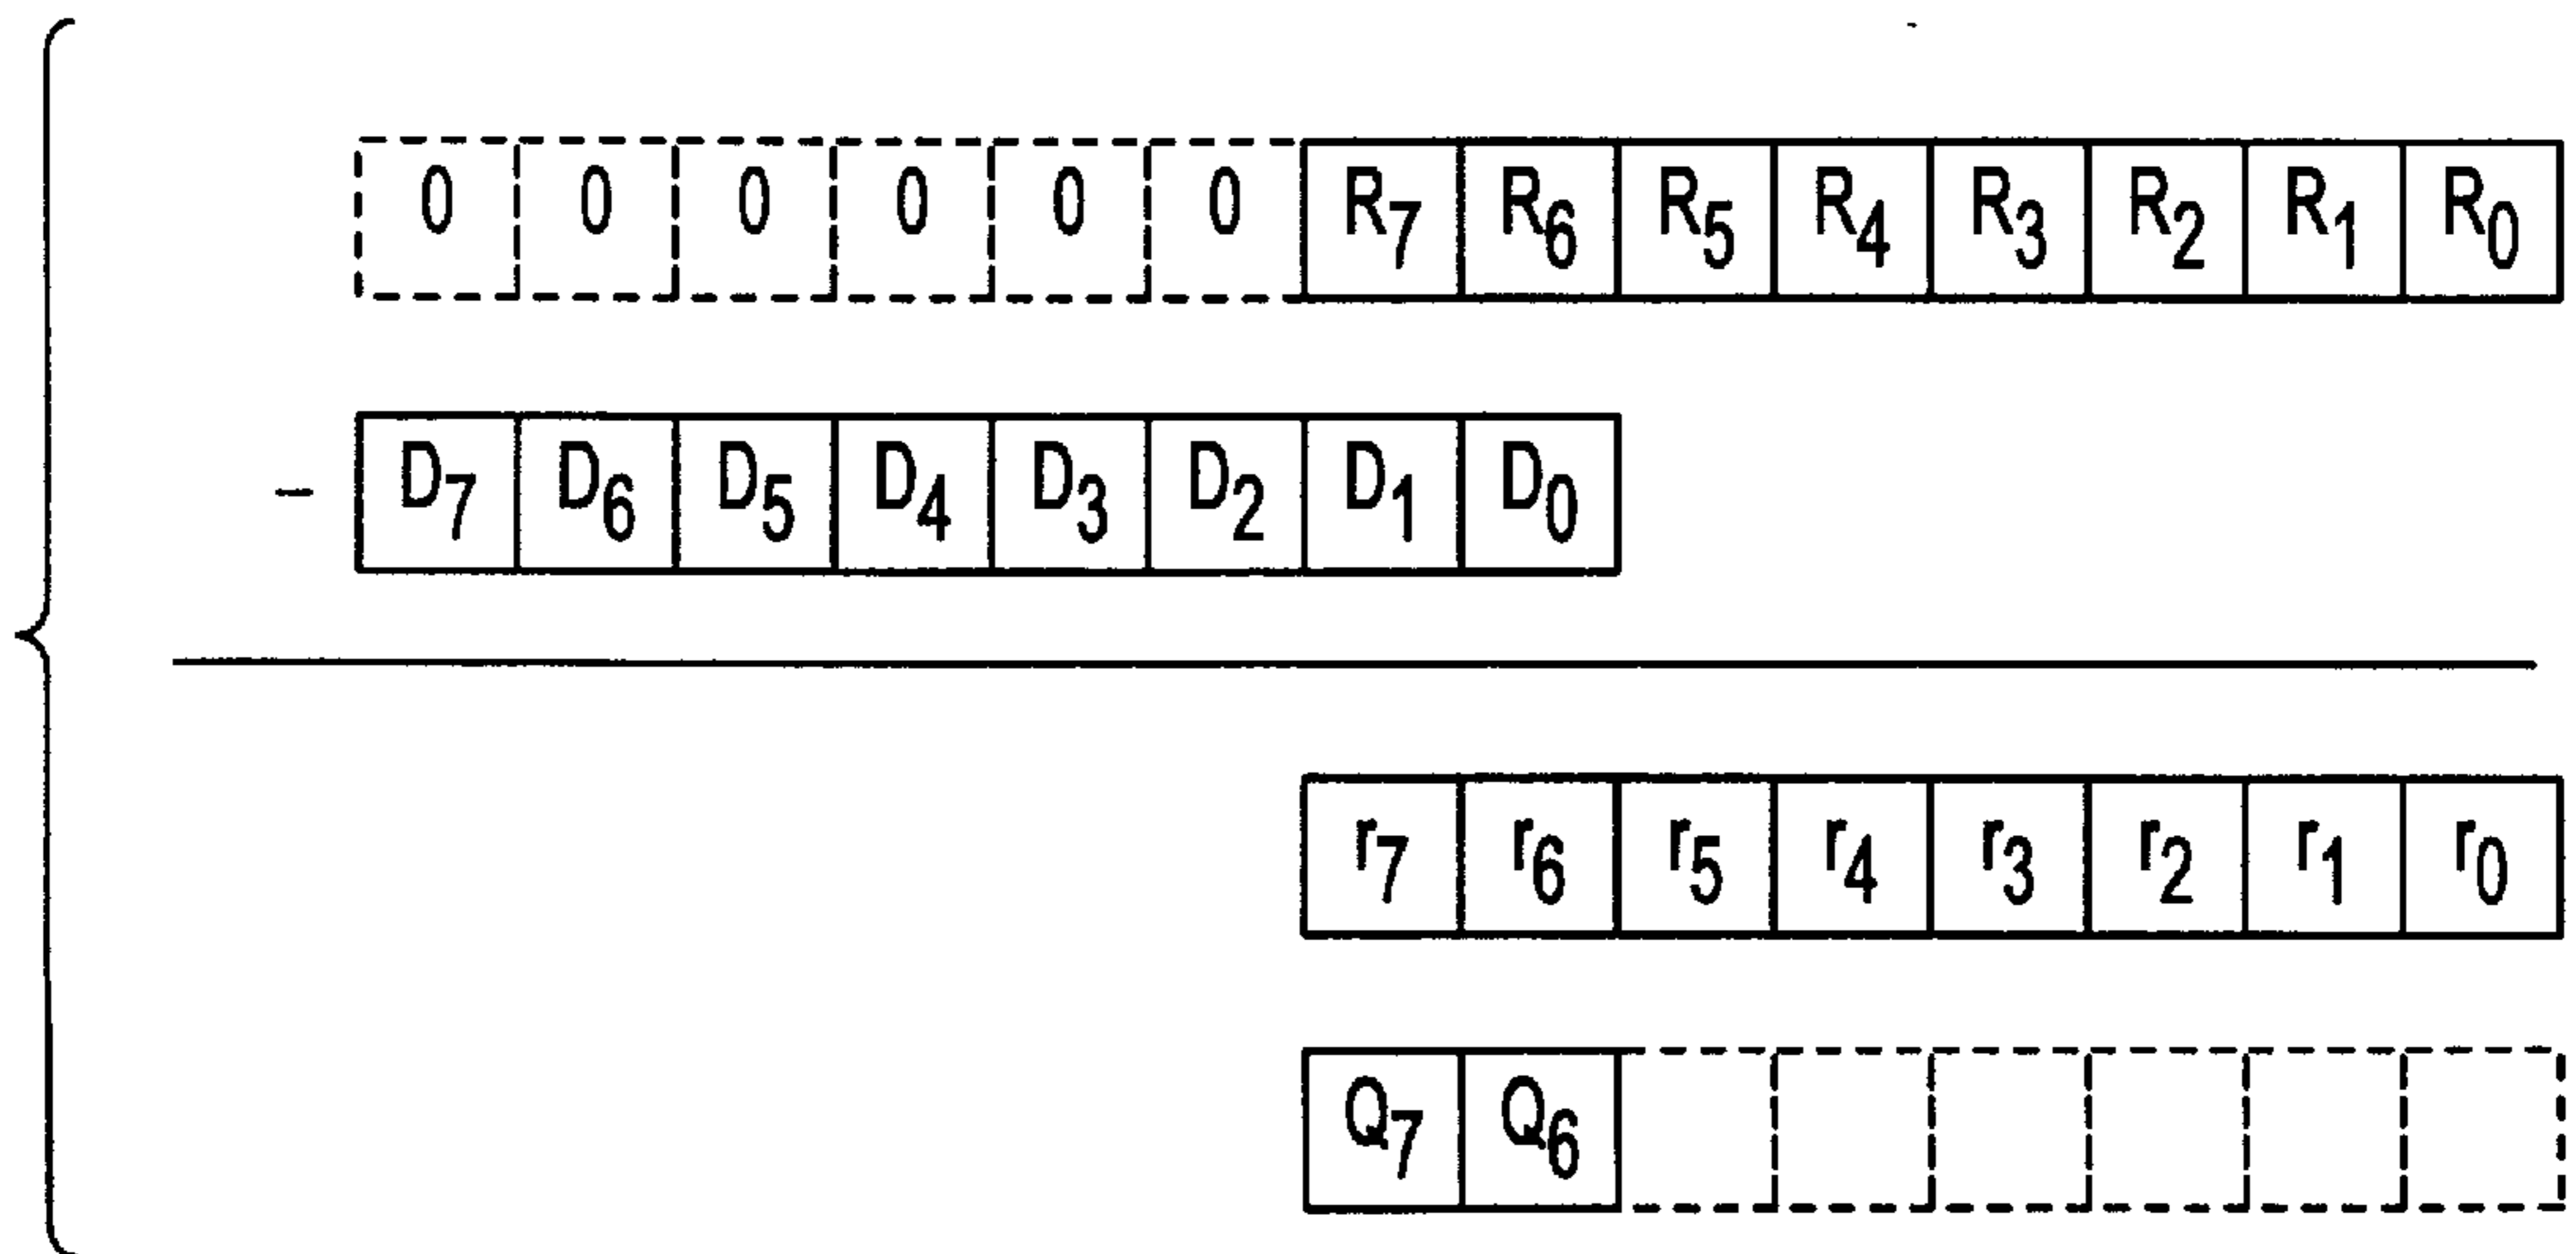 0 0 0 0 0 0 R7 R6 R5 R4 R3 R2 R1 R0
- D7 D6 D5 D4 D3 D2 D1 D0
r7 r6 r5 r4 r3 r2 r1 r0
Q7 Q6